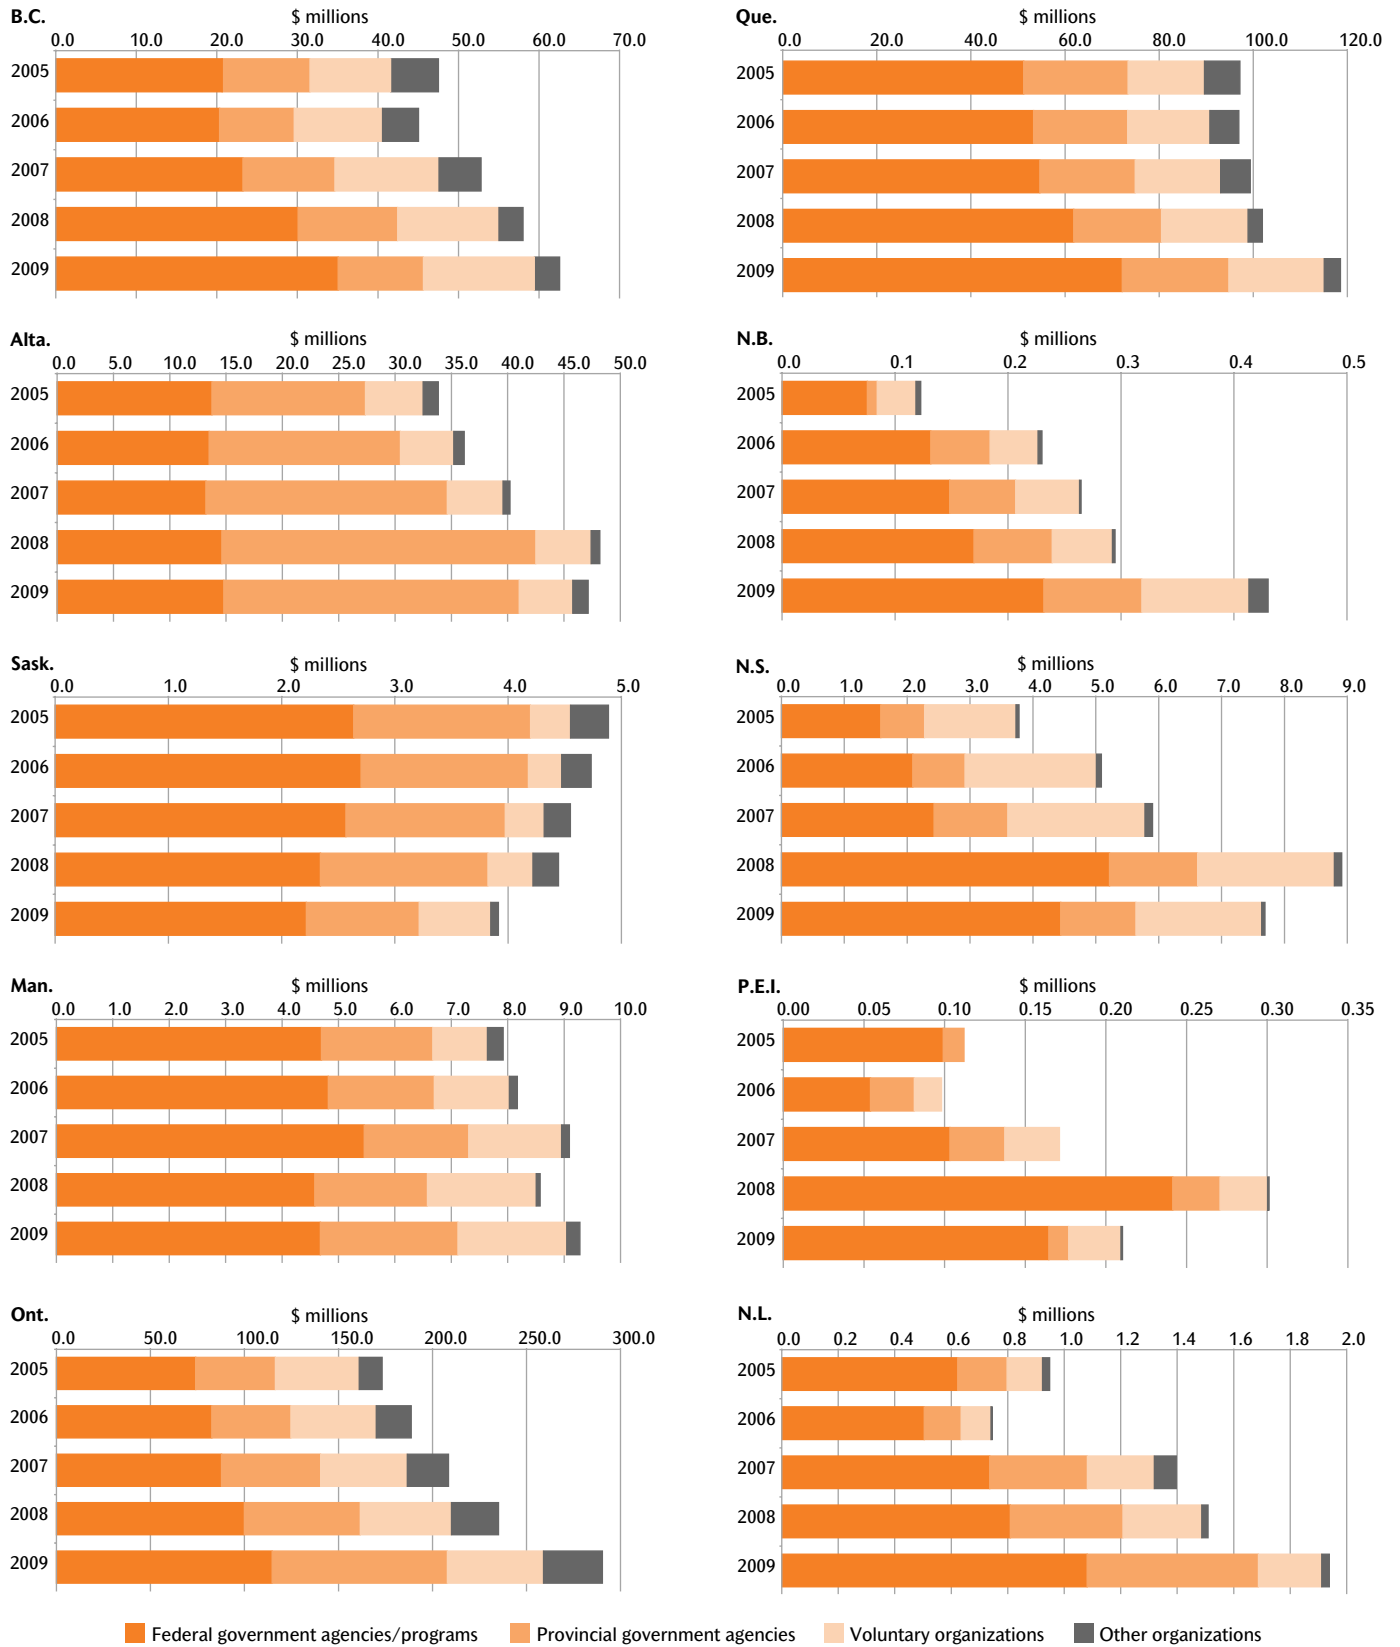 B.C.
$ millions
0.0 10.0 20.0 30.0 40.0 50.0 60.0 70.0
2005
2006
2007
2008
2009
Que.
$ millions
0.0 20.0 40.0 60.0 80.0 100.0 120.0
2005
2006
2007
2008
2009
Alta.
$ millions
0.0 5.0 10.0 15.0 20.0 25.0 30.0 35.0 40.0 45.0 50.0
2005
2006
2007
2008
2009
N.B.
$ millions
0.0 0.1 0.2 0.3 0.4 0.5
2005
2006
2007
2008
2009
Sask.
$ millions
0.0 1.0 2.0 3.0 4.0 5.0
2005
2006
2007
2008
2009
N.S.
$ millions
0.0 1.0 2.0 3.0 4.0 5.0 6.0 7.0 8.0 9.0
2005
2006
2007
2008
2009
Man.
$ millions
0.0 1.0 2.0 3.0 4.0 5.0 6.0 7.0 8.0 9.0 10.0
2005
2006
2007
2008
2009
P.E.I.
$ millions
0.00 0.05 0.10 0.15 0.20 0.25 0.30 0.35
2005
2006
2007
2008
2009
Ont.
$ millions
0.0 50.0 100.0 150.0 200.0 250.0 300.0
2005
2006
2007
2008
2009
N.L.
$ millions
0.0 0.2 0.4 0.6 0.8 1.0 1.2 1.4 1.6 1.8 2.0
2005
2006
2007
2008
2009
Federal government agencies/programs Provincial government agencies Voluntary organizations Other organizations